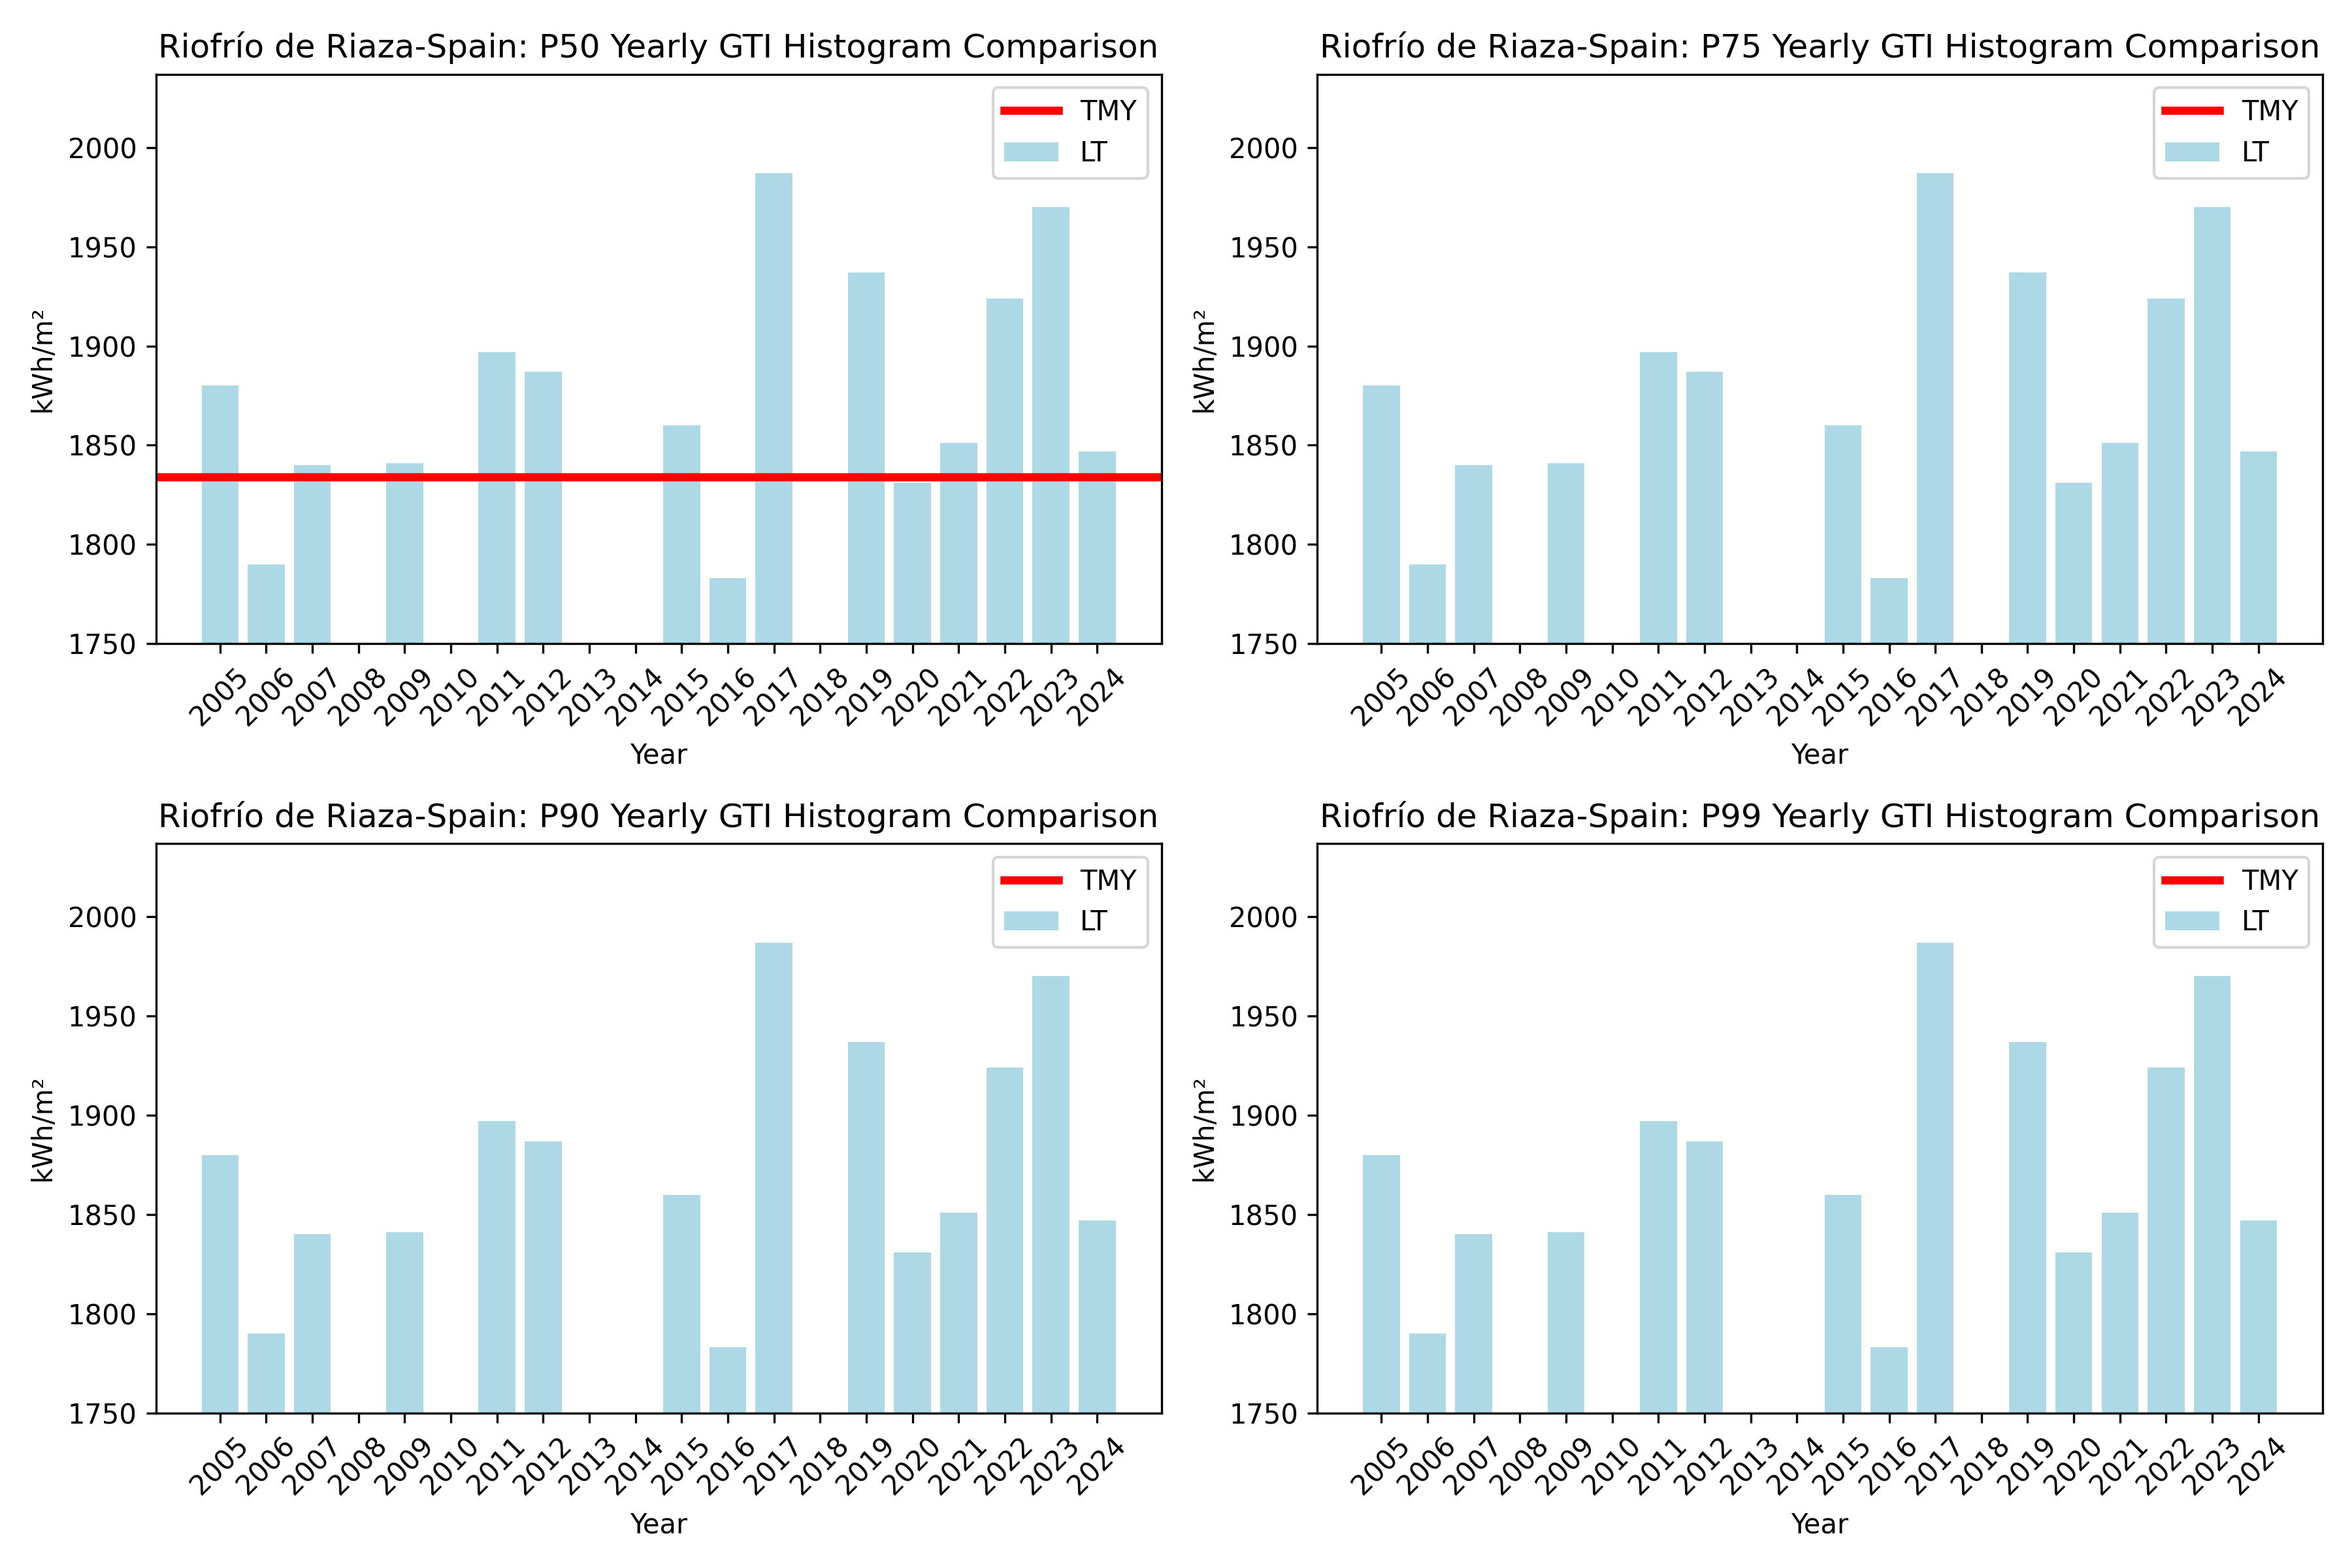 Riofrío de Riaza-Spain: P50 Yearly GTI Histogram Comparison
TMY
LT
2000
1950
1900
1850
1800
1750
kWh/m²
2005 2006 2007 2008 2009 2010 2011 2012 2013 2014 2015 2016 2017 2018 2019 2020 2021 2022 2023 2024
Year
Riofrío de Riaza-Spain: P75 Yearly GTI Histogram Comparison
TMY
LT
2000
1950
1900
1850
1800
1750
kWh/m²
2005 2006 2007 2008 2009 2010 2011 2012 2013 2014 2015 2016 2017 2018 2019 2020 2021 2022 2023 2024
Year
Riofrío de Riaza-Spain: P90 Yearly GTI Histogram Comparison
TMY
LT
2000
1950
1900
1850
1800
1750
kWh/m²
2005 2006 2007 2008 2009 2010 2011 2012 2013 2014 2015 2016 2017 2018 2019 2020 2021 2022 2023 2024
Year
Riofrío de Riaza-Spain: P99 Yearly GTI Histogram Comparison
TMY
LT
2000
1950
1900
1850
1800
1750
kWh/m²
2005 2006 2007 2008 2009 2010 2011 2012 2013 2014 2015 2016 2017 2018 2019 2020 2021 2022 2023 2024
Year